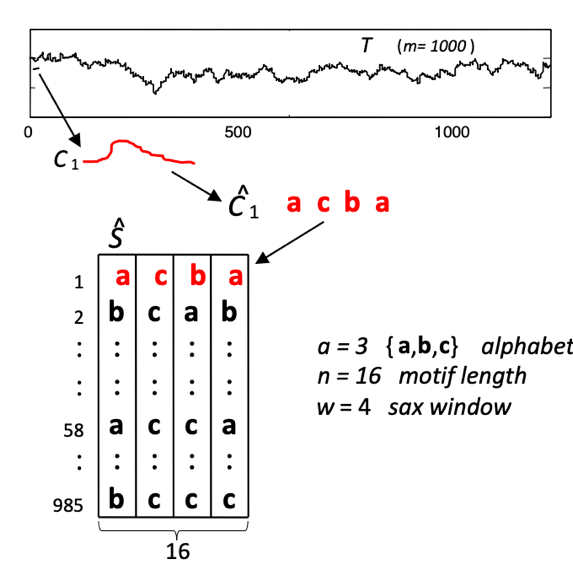 T (m= 1000 )
0 500 1000
C1
Ĉ1 a c b a
Ŝ
1 a c b a
2 b c a b
: : : : :
: : : : :
58 a c c a
: : : : :
985 b c c c
16
a = 3 {a,b,c} alphabet
n = 16 motif length
w = 4 sax window